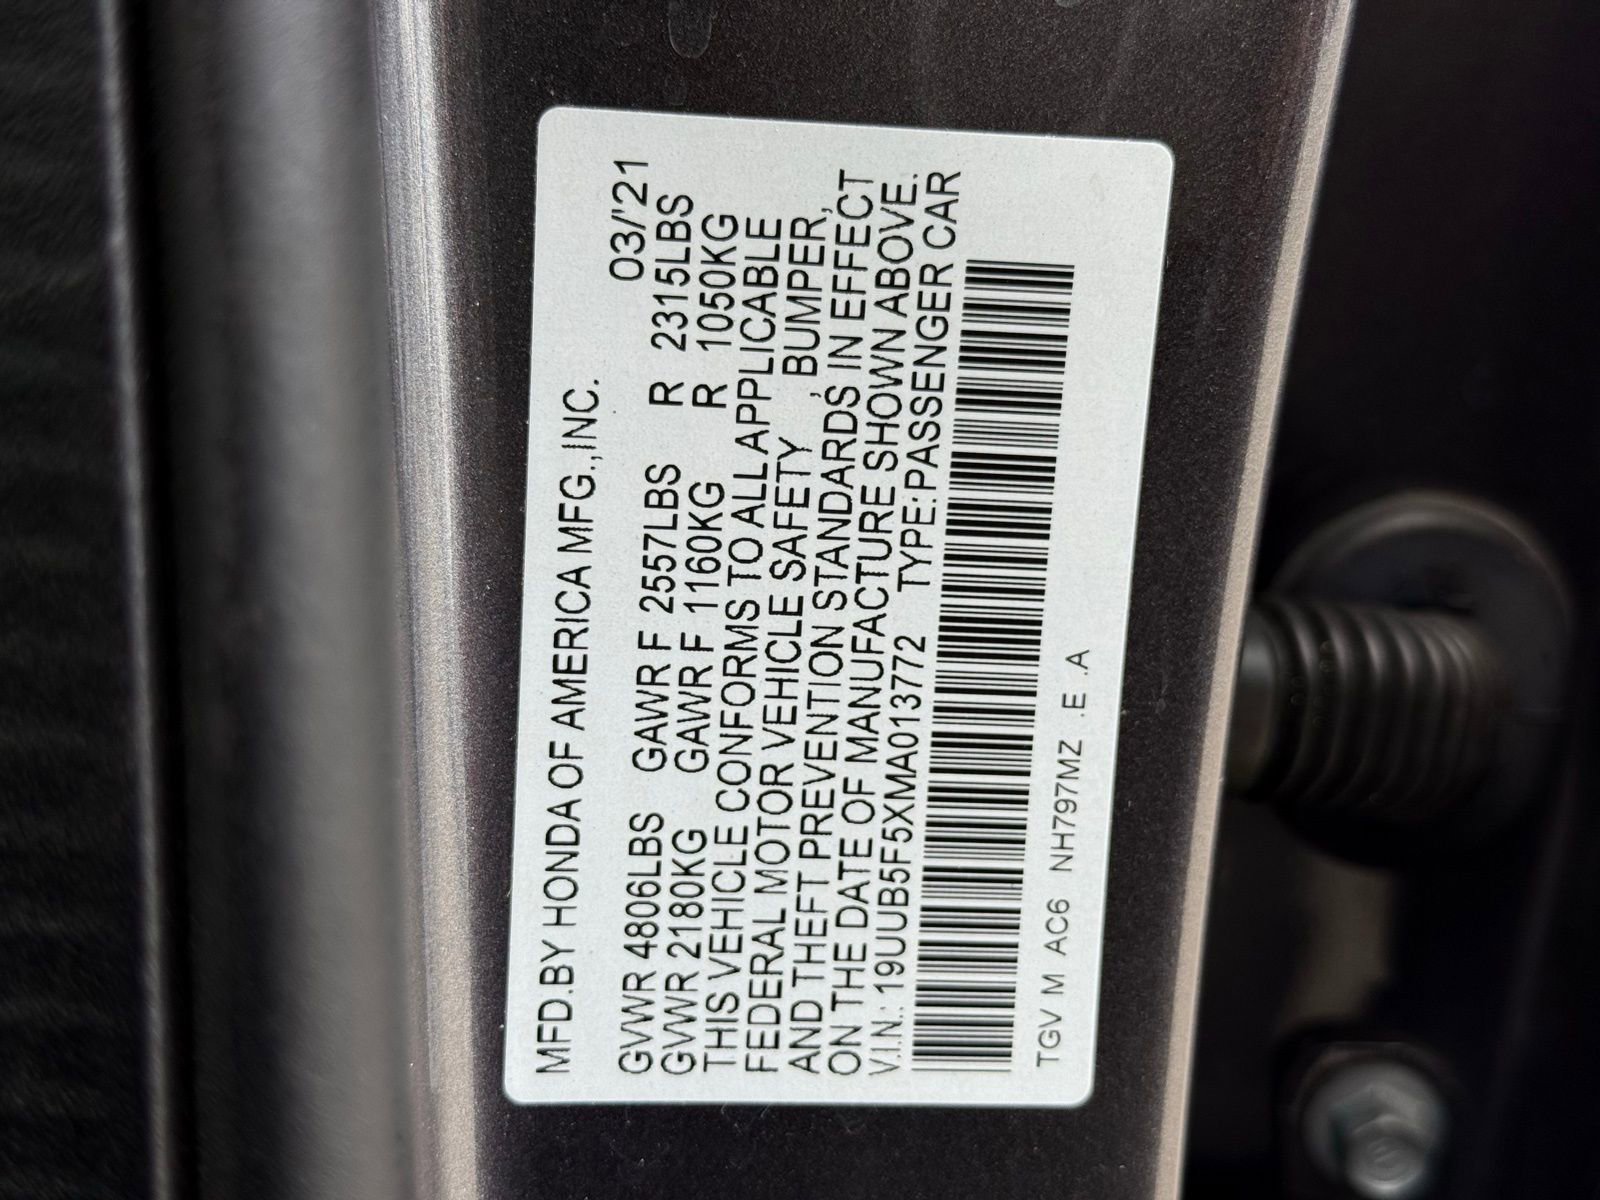 MFD.BY HONDA OF AMERICA MFG.,INC.
03/'21
GVWR 4806LBS GAWR F 2557LBS R 2315LBS
GVWR 2180KG GAWR F 1160KG R 1050KG
THIS VEHICLE CONFORMS TO ALL APPLICABLE
FEDERAL MOTOR VEHICLE SAFETY , BUMPER,
AND THEFT PREVENTION STANDARDS IN EFFECT
ON THE DATE OF MANUFACTURE SHOWN ABOVE.
V.I.N.: 19UUB5F5XMA013772 TYPE:PASSENGER CAR
TGV M AC6 NH797MZ .E .A